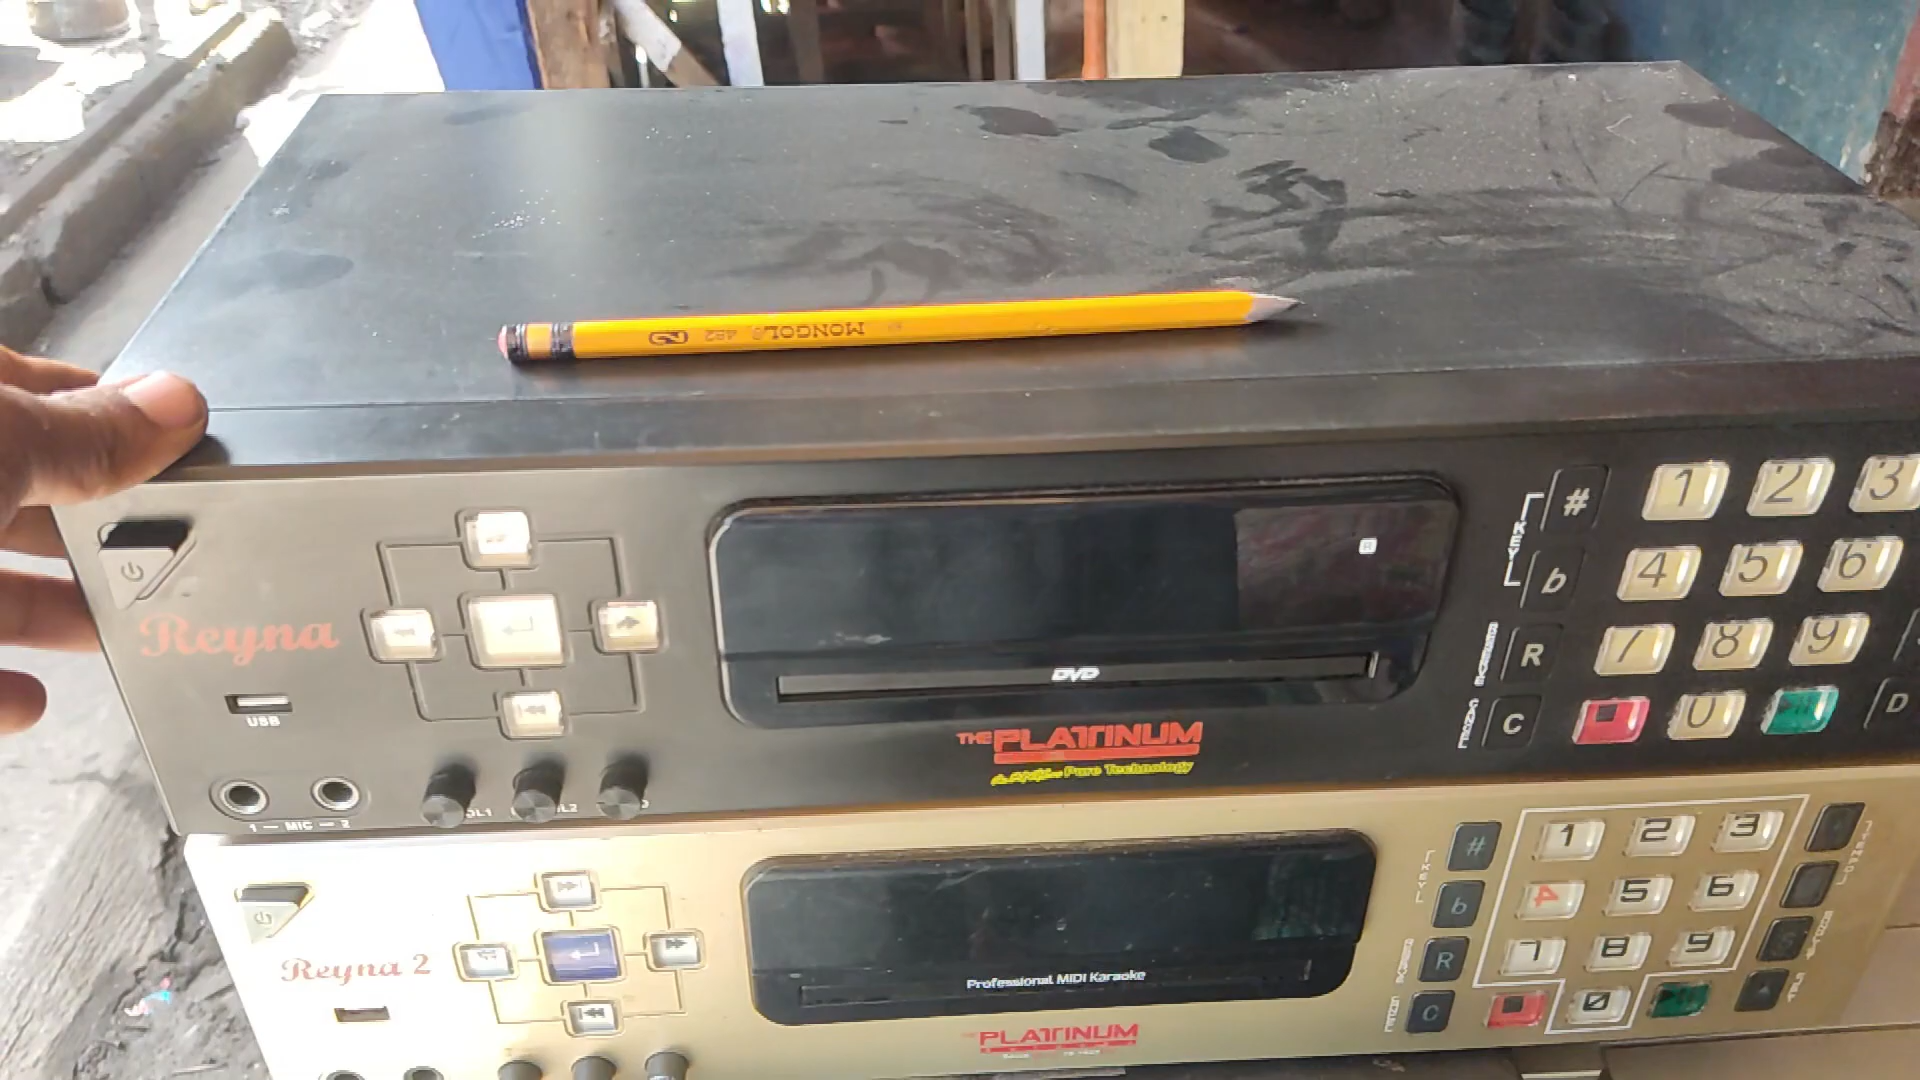 MONGOL 482 2
#
1 2 3
KEY
b
4 5 6
Reyna
R
7 8 9
DVD
USB
C
0
D
THE PLATINUM
Pure Technology
1 — MIC — 2
#
1 2 3
KEY
b
4 5 6
Reyna 2
R
7 8 9
Professional MIDI Karaoke
C
0
PLATINUM